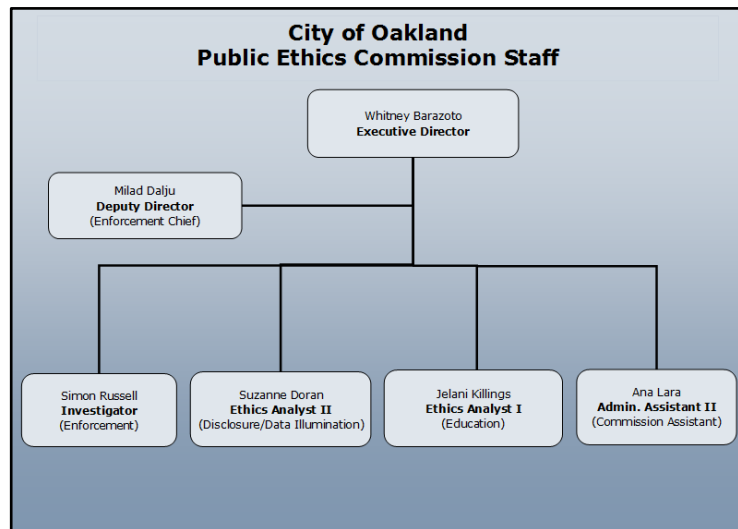 City of Oakland
Public Ethics Commission Staff
Whitney Barazoto
Executive Director
Milad Dalju
Deputy Director
(Enforcement Chief)
Simon Russell
Investigator
(Enforcement)
Suzanne Doran
Ethics Analyst II
(Disclosure/Data Illumination)
Jelani Killings
Ethics Analyst I
(Education)
Ana Lara
Admin. Assistant II
(Commission Assistant)